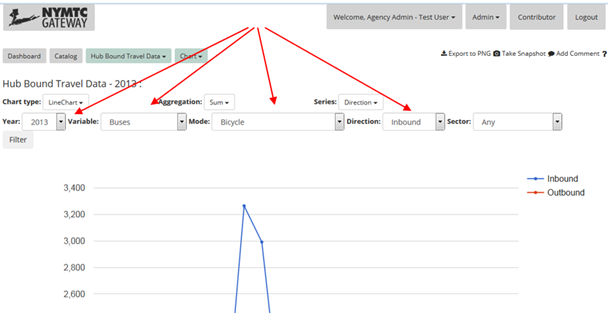 NYMTC
GATEWAY
Welcome, Agency Admin - Test User
Admin
Contributor
Logout
Dashboard
Catalog
Hub Bound Travel Data
Chart
Export to PNG
Take Snapshot
Add Comment
?
Hub Bound Travel Data - 2013 :
Chart type: LineChart
Aggregation: Sum
Series: Direction
Year: 2013 Variable: Buses Mode: Bicycle Direction: Inbound Sector: Any
Filter
3,400
3,200
3,000
2,800
2,600
Inbound
Outbound